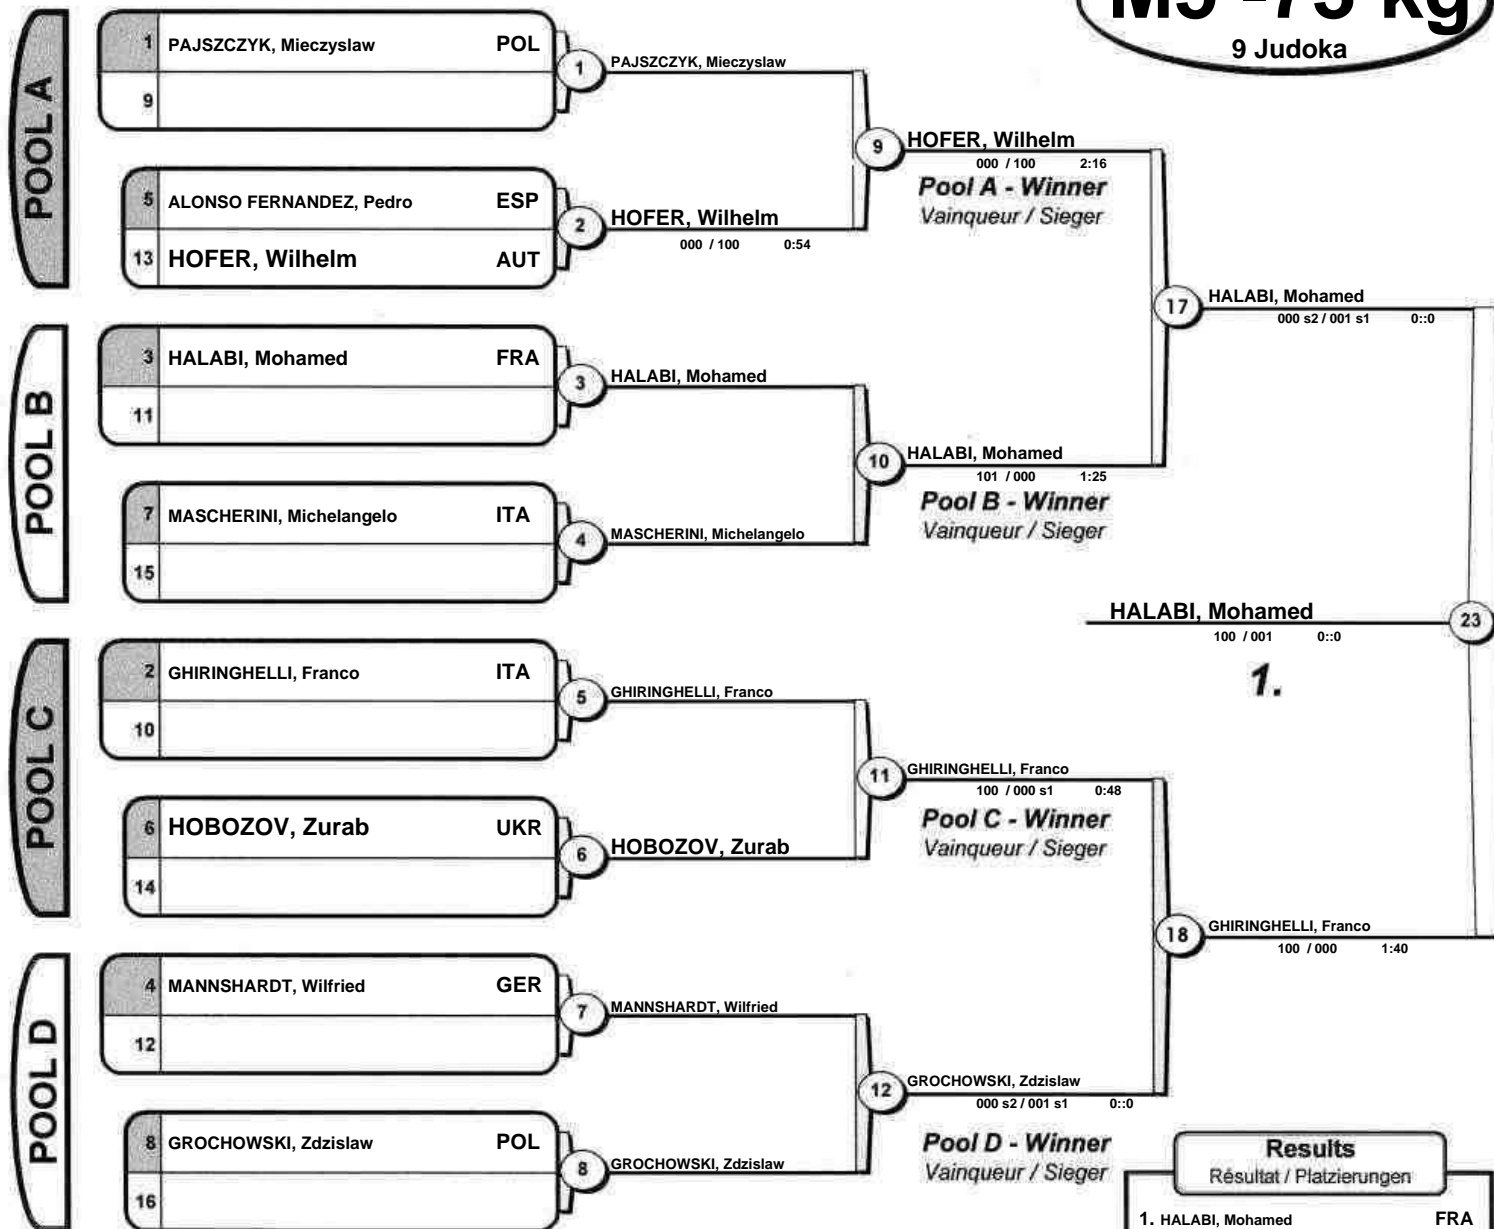 M5 -73 kg
9 Judoka
POOL A
1 PAJSZCZYK, Mieczyslaw POL
9
5 ALONSO FERNANDEZ, Pedro ESP
13 HOFER, Wilhelm AUT
1 PAJSZCZYK, Mieczyslaw
2 HOFER, Wilhelm
000 / 100 0:54
9 HOFER, Wilhelm
000 / 100 2:16
Pool A - Winner
Vainqueur / Sieger
POOL B
3 HALABI, Mohamed FRA
11
7 MASCHERINI, Michelangelo ITA
15
3 HALABI, Mohamed
4 MASCHERINI, Michelangelo
10 HALABI, Mohamed
101 / 000 1:25
Pool B - Winner
Vainqueur / Sieger
17 HALABI, Mohamed
000 s2 / 001 s1 0::0
POOL C
2 GHIRINGHELLI, Franco ITA
10
6 HOBOZOV, Zurab UKR
14
5 GHIRINGHELLI, Franco
6 HOBOZOV, Zurab
11 GHIRINGHELLI, Franco
100 / 000 s1 0:48
Pool C - Winner
Vainqueur / Sieger
POOL D
4 MANNSHARDT, Wilfried GER
12
8 GROCHOWSKI, Zdzislaw POL
16
7 MANNSHARDT, Wilfried
8 GROCHOWSKI, Zdzislaw
12 GROCHOWSKI, Zdzislaw
000 s2 / 001 s1 0::0
Pool D - Winner
Vainqueur / Sieger
18 GHIRINGHELLI, Franco
100 / 000 1:40
HALABI, Mohamed 23
100 / 001 0::0
1.
Results
Résultat / Platzierungen
1. HALABI, Mohamed FRA